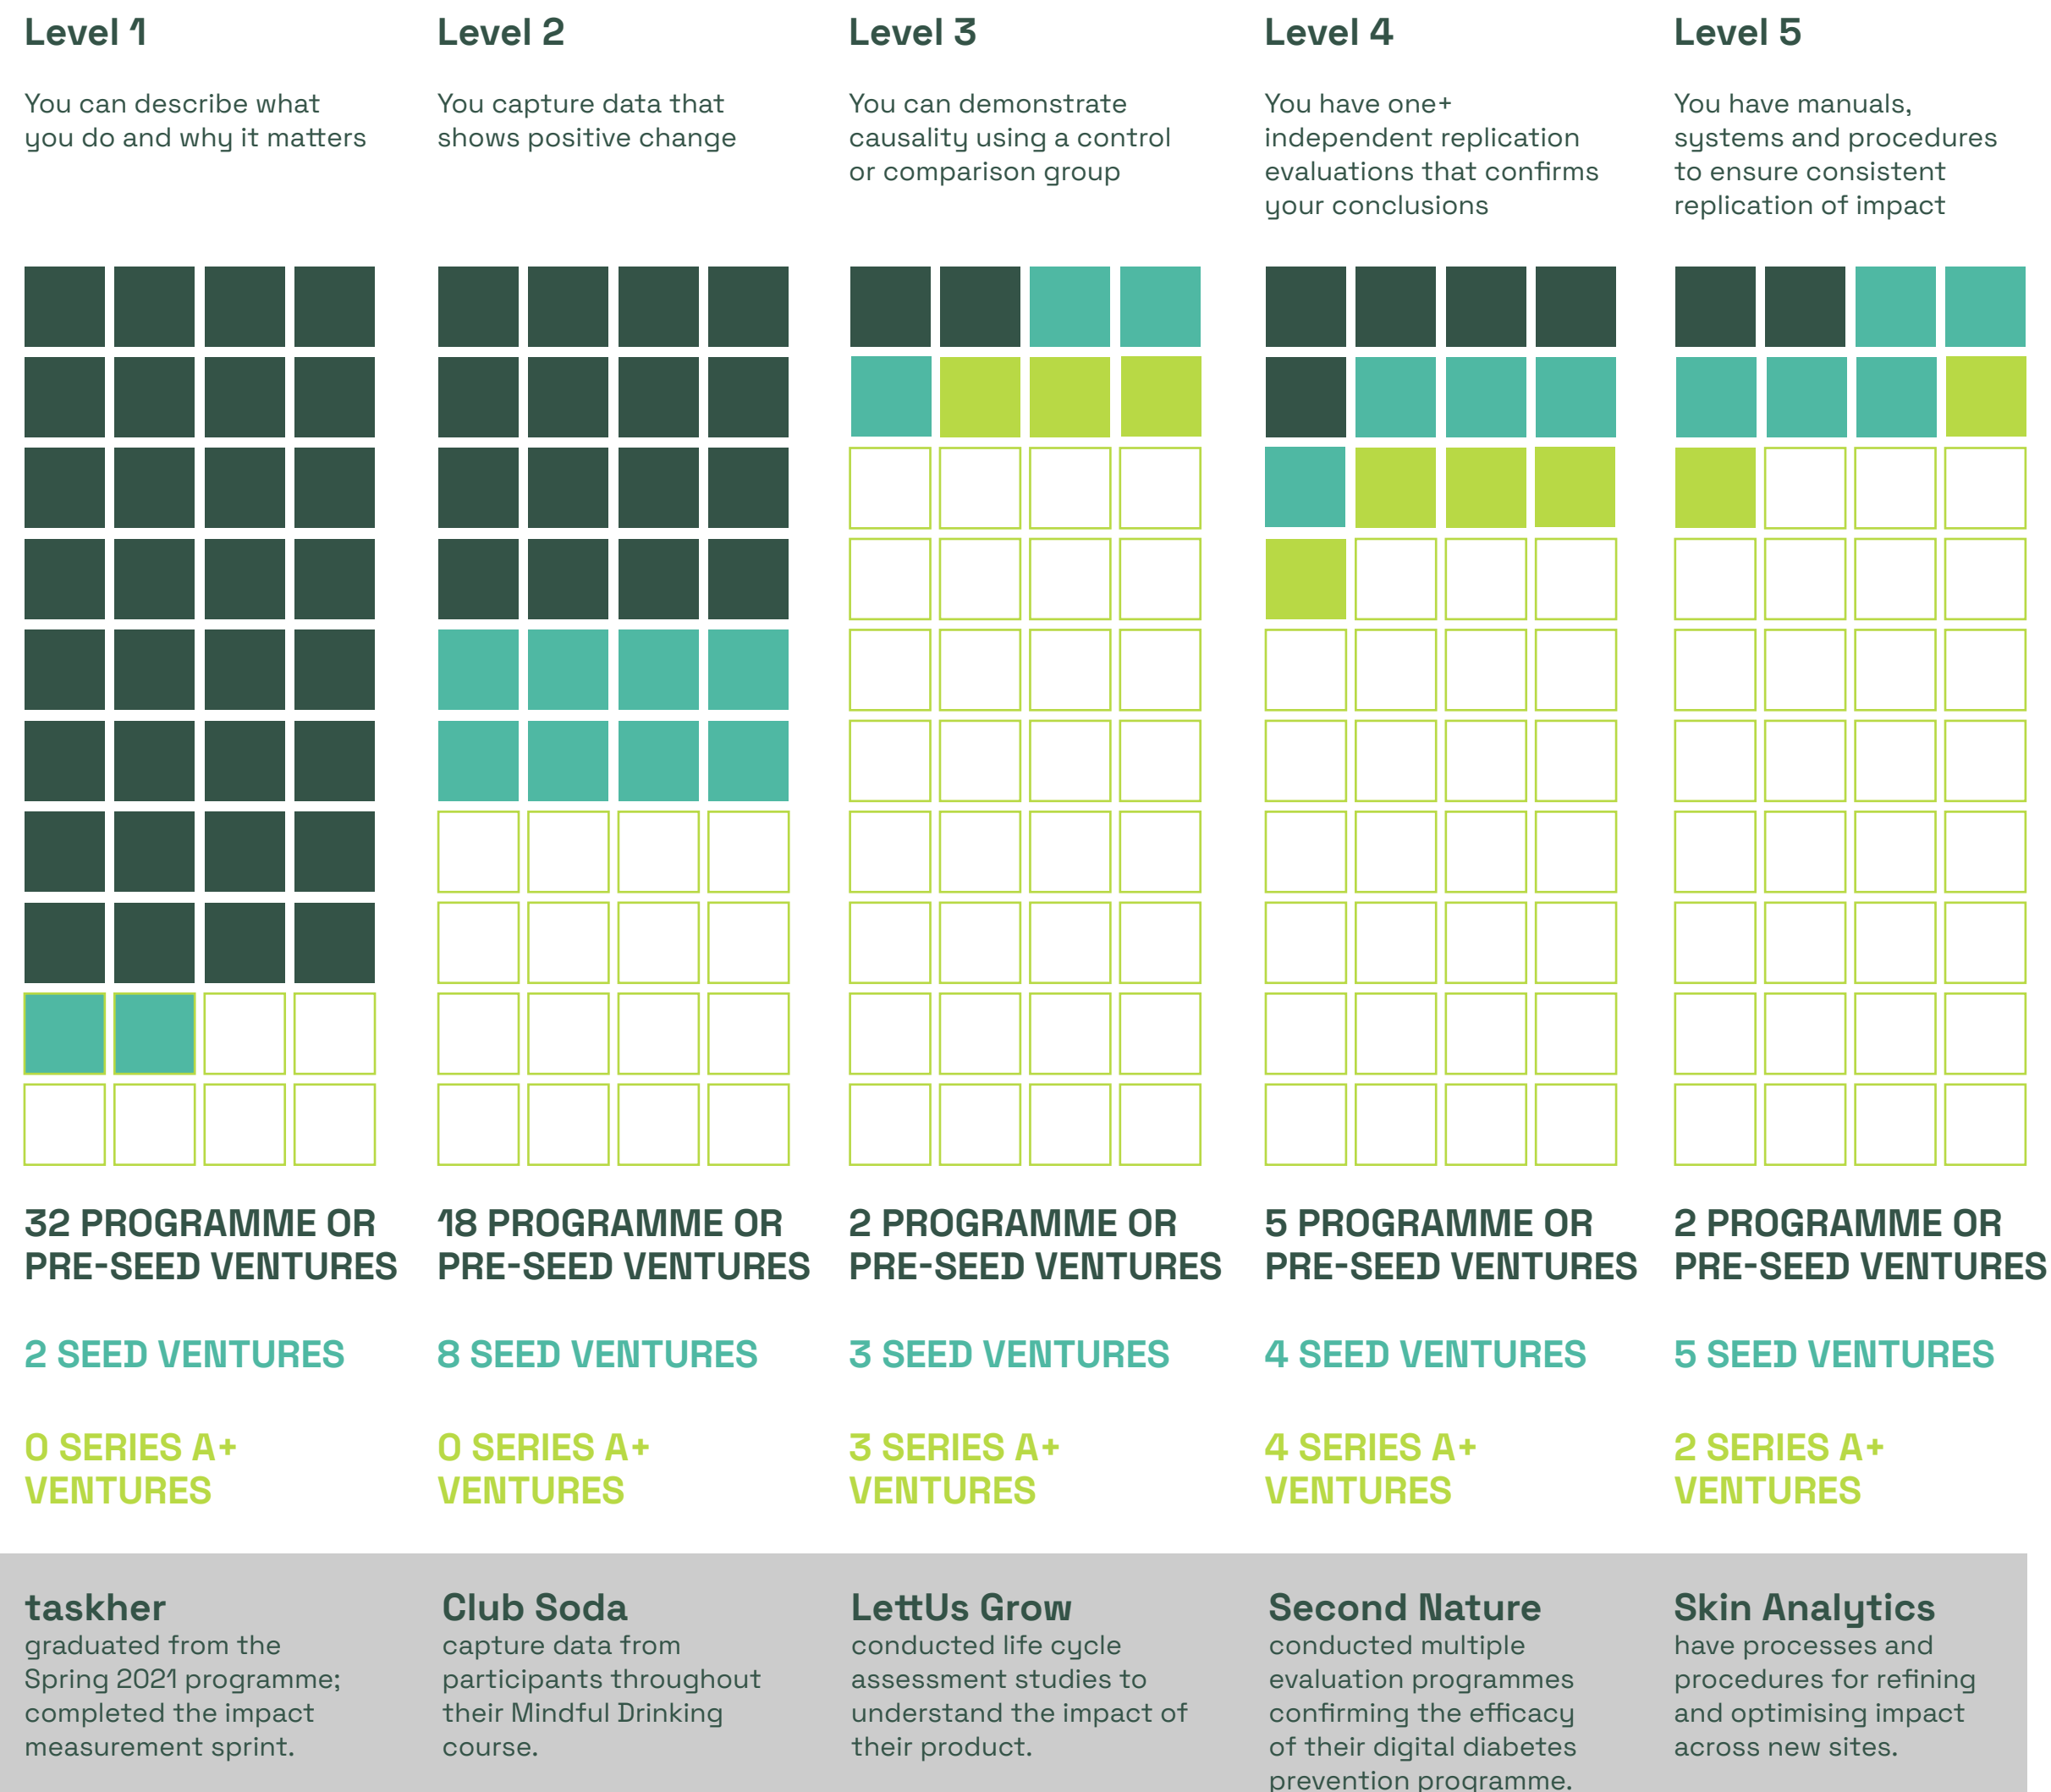 Level 1
You can describe what
you do and why it matters
Level 2
You capture data that
shows positive change
Level 3
You can demonstrate
causality using a control
or comparison group
Level 4
You have one+
independent replication
evaluations that confirms
your conclusions
Level 5
You have manuals,
systems and procedures
to ensure consistent
replication of impact
32 PROGRAMME OR
PRE-SEED VENTURES
2 SEED VENTURES
0 SERIES A+
VENTURES
18 PROGRAMME OR
PRE-SEED VENTURES
8 SEED VENTURES
0 SERIES A+
VENTURES
2 PROGRAMME OR
PRE-SEED VENTURES
3 SEED VENTURES
3 SERIES A+
VENTURES
5 PROGRAMME OR
PRE-SEED VENTURES
4 SEED VENTURES
4 SERIES A+
VENTURES
2 PROGRAMME OR
PRE-SEED VENTURES
5 SEED VENTURES
2 SERIES A+
VENTURES
taskher
graduated from the
Spring 2021 programme;
completed the impact
measurement sprint.
Club Soda
capture data from
participants throughout
their Mindful Drinking
course.
LettUs Grow
conducted life cycle
assessment studies to
understand the impact of
their product.
Second Nature
conducted multiple
evaluation programmes
confirming the efficacy
of their digital diabetes
prevention programme.
Skin Analytics
have processes and
procedures for refining
and optimising impact
across new sites.